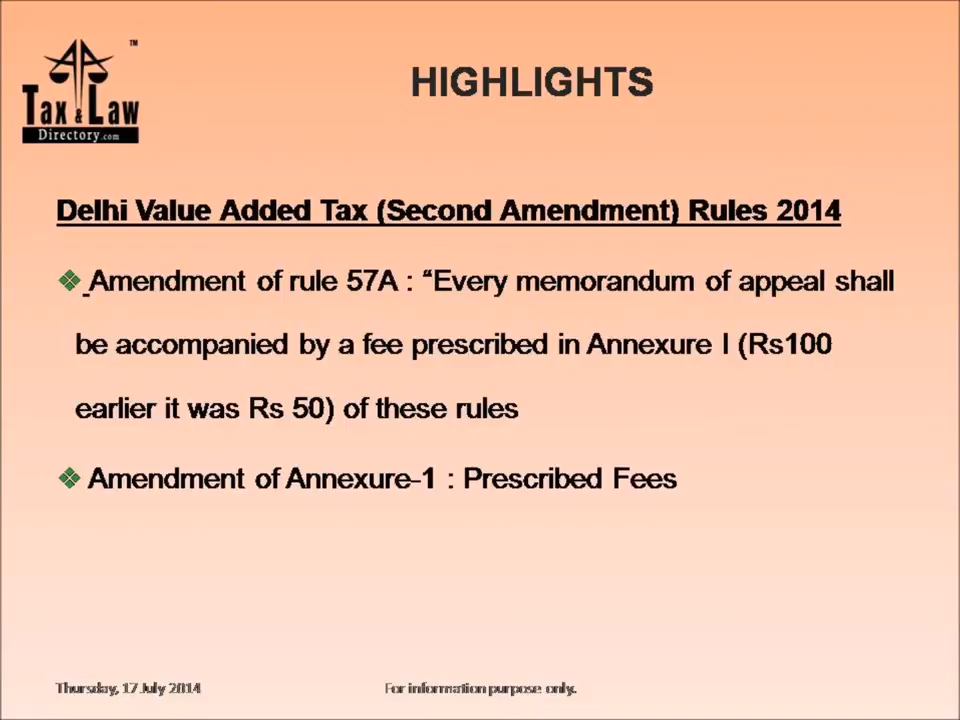 TM
Tax & Law
Directory.com
HIGHLIGHTS
Delhi Value Added Tax (Second Amendment) Rules 2014
Amendment of rule 57A : “Every memorandum of appeal shall
be accompanied by a fee prescribed in Annexure I (Rs100
earlier it was Rs 50) of these rules
Amendment of Annexure-1 : Prescribed Fees
Thursday, 17 July 2014
For information purpose only.